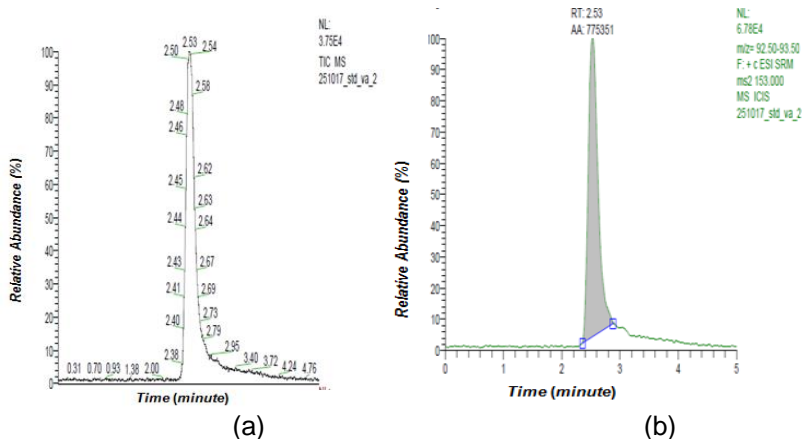 NL:
3.75E4
TIC MS
251017_std_va_2
2.50 2.53 2.54
2.56
2.48
2.46
2.62
2.45
2.63
2.44
2.64
2.43
2.67
2.41
2.69
2.40
2.73
2.79
2.38
2.95
3.40
3.72
4.24 4.76
0.31 0.70 0.93 1.38 2.00
100
90
80
70
60
50
40
30
20
10
0
Relative Abundance (%)
Time (minute)
(a)
RT: 2.53
AA: 775351
NL:
6.78E4
m/z= 92.50-93.50
F: + c ESI SRM
ms2 153.000
MS ICIS
251017_std_va_2
100
90
80
70
60
50
40
30
20
10
0
Relative Abundance (%)
0 1 2 3 4 5
Time (minute)
(b)